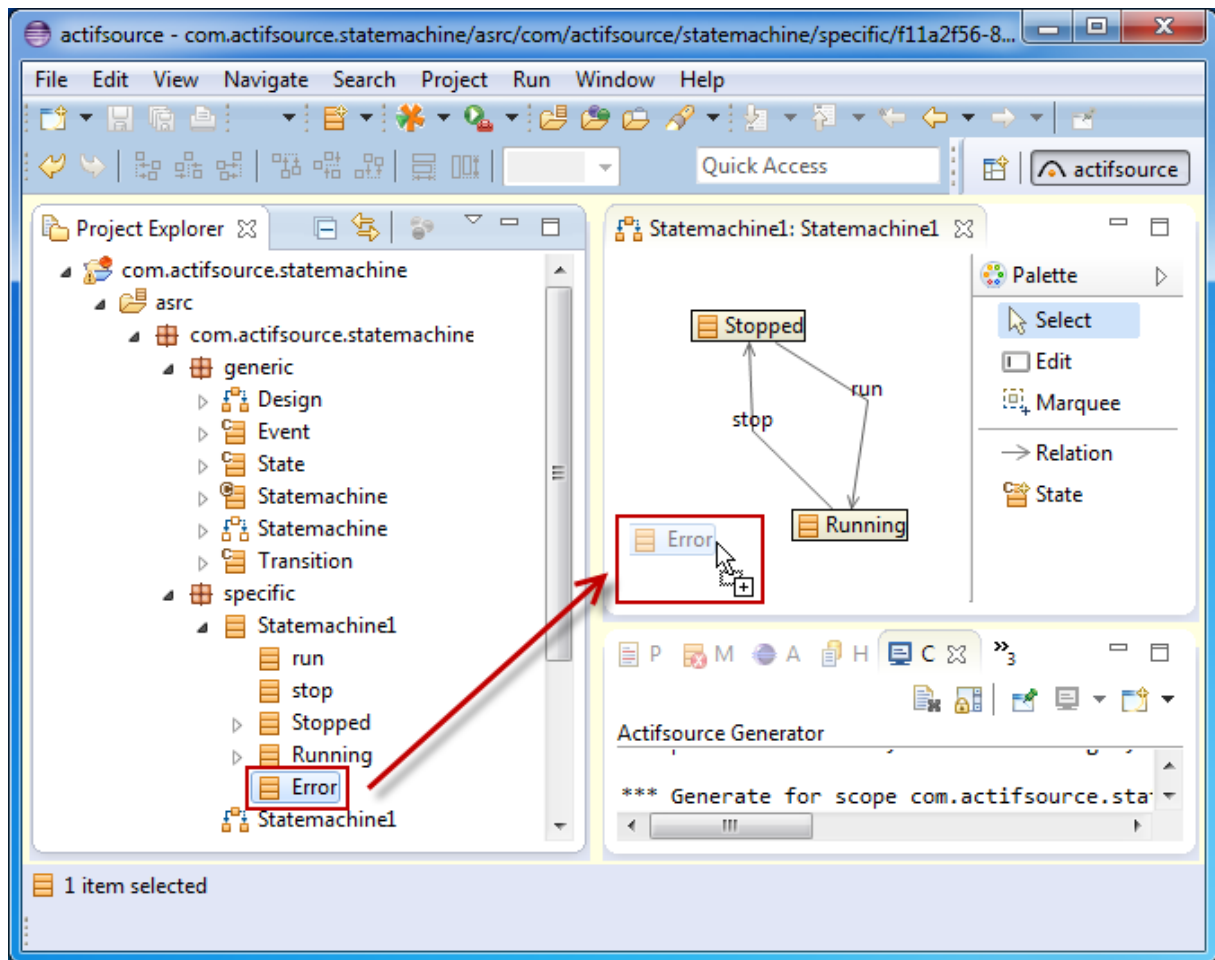 actifsource - com.actifsource.statemachine/asrc/com/actifsource/statemachine/specific/f11a2f56-8...
File Edit View Navigate Search Project Run Window Help
Quick Access
actifsource
Project Explorer
com.actifsource.statemachine
asrc
com.actifsource.statemachine
generic
Design
Event
State
Statemachine
Statemachine
Transition
specific
Statemachine1
run
stop
Stopped
Running
Error
Statemachine1
Statemachine1: Statemachine1
Stopped
run
stop
Running
Error
Palette
Select
Edit
Marquee
Relation
State
P M A H C 3
Actifsource Generator
*** Generate for scope com.actifsource.sta
1 item selected